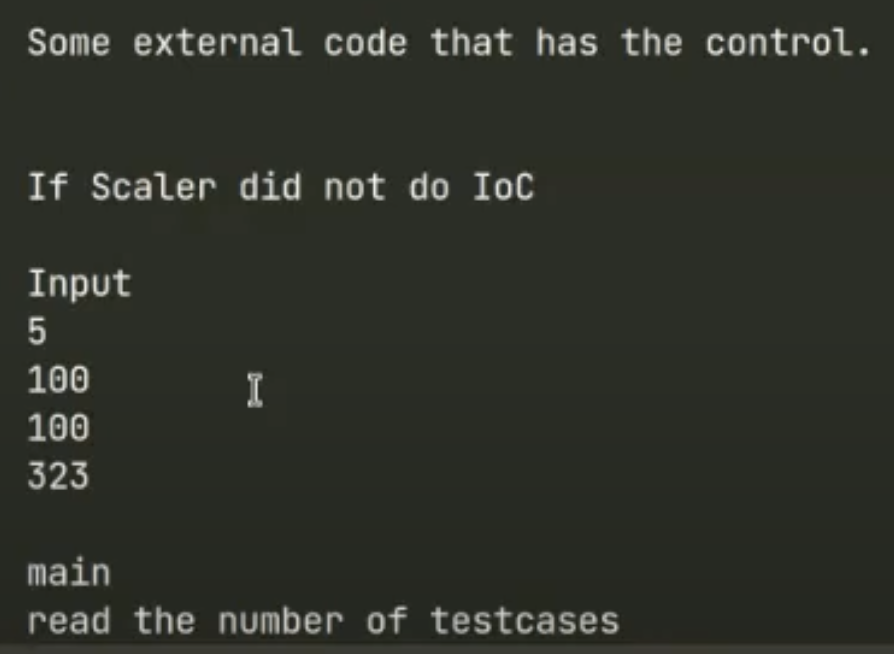 Some external code that has the control.
If Scaler did not do IoC
Input
5
100
100
323
main
read the number of testcases